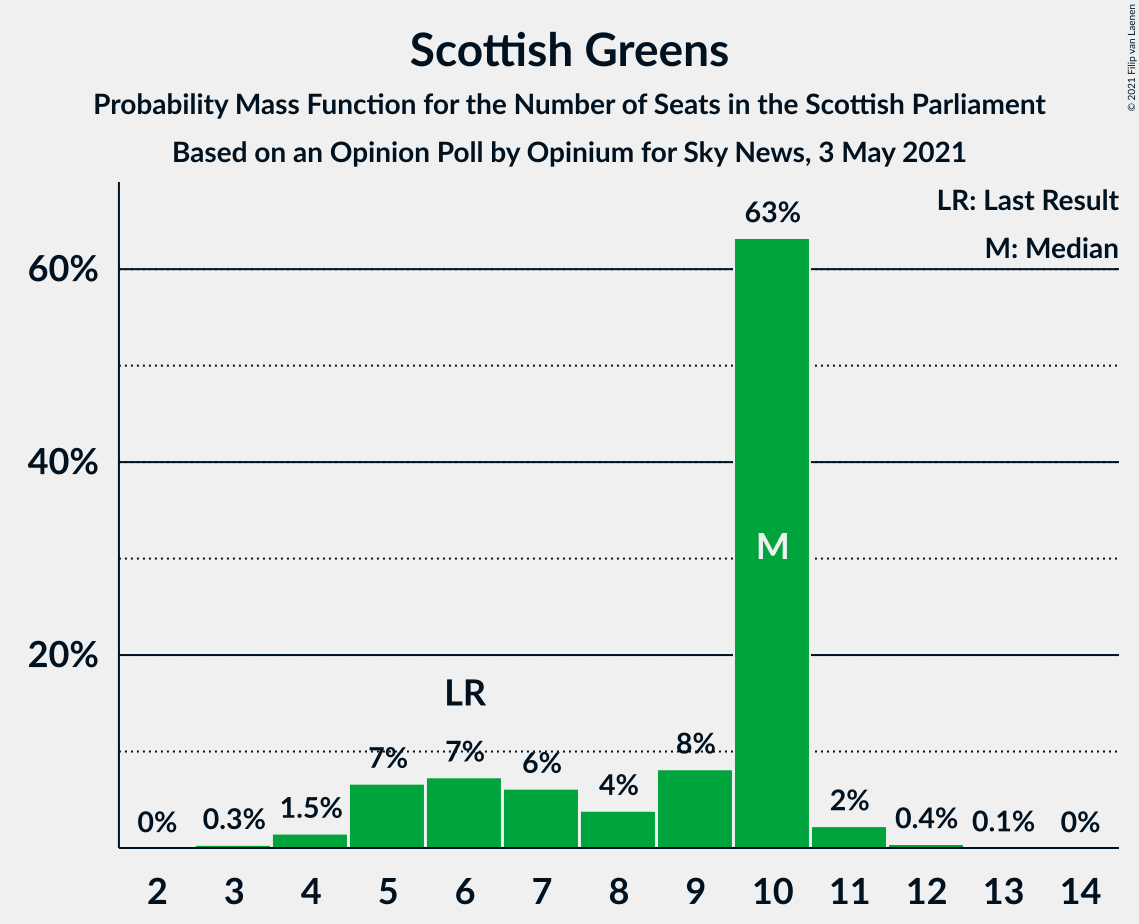 Scottish Greens
Probability Mass Function for the Number of Seats in the Scottish Parliament
Based on an Opinion Poll by Opinium for Sky News, 3 May 2021
© 2021 Filip van Laenen
LR: Last Result
M: Median
60%
40%
20%
0%
0.3%
1.5%
7%
LR
7%
6%
4%
8%
63%
M
2%
0.4%
0.1%
0%
2 3 4 5 6 7 8 9 10 11 12 13 14